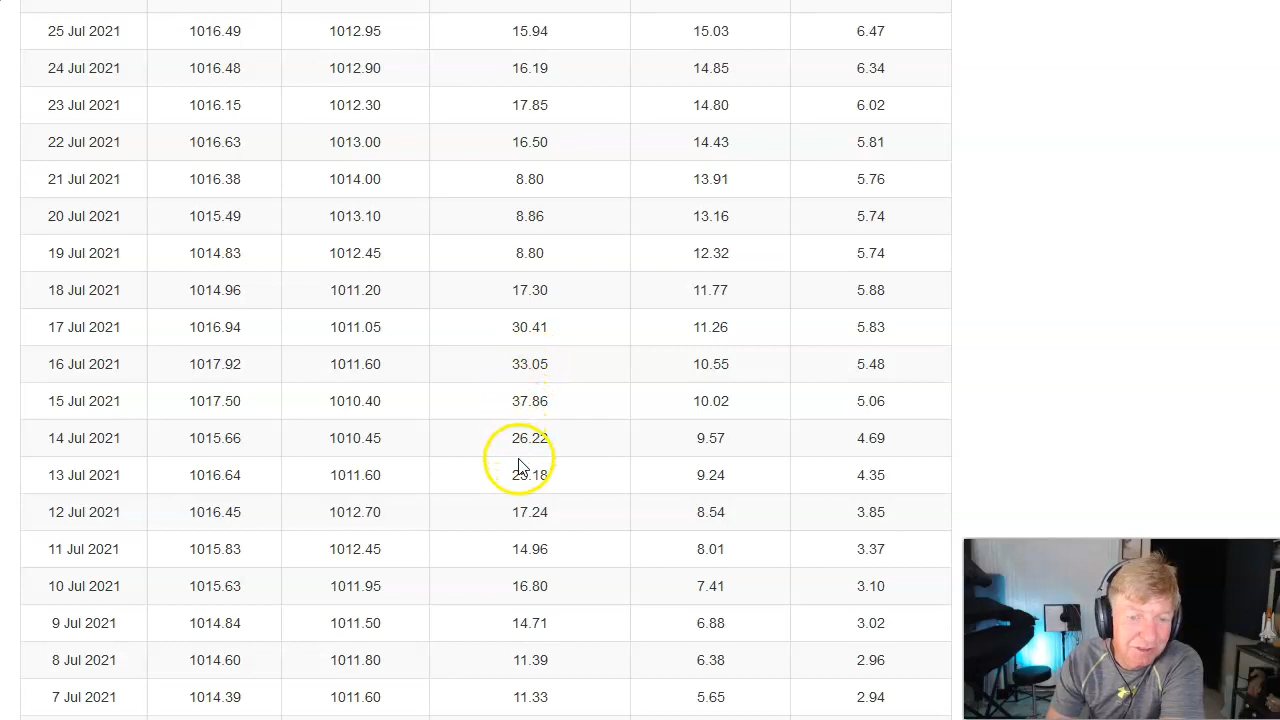 25 Jul 2021 1016.49 1012.95 15.94 15.03 6.47
24 Jul 2021 1016.48 1012.90 16.19 14.85 6.34
23 Jul 2021 1016.15 1012.30 17.85 14.80 6.02
22 Jul 2021 1016.63 1013.00 16.50 14.43 5.81
21 Jul 2021 1016.38 1014.00 8.80 13.91 5.76
20 Jul 2021 1015.49 1013.10 8.86 13.16 5.74
19 Jul 2021 1014.83 1012.45 8.80 12.32 5.74
18 Jul 2021 1014.96 1011.20 17.30 11.77 5.88
17 Jul 2021 1016.94 1011.05 30.41 11.26 5.83
16 Jul 2021 1017.92 1011.60 33.05 10.55 5.48
15 Jul 2021 1017.50 1010.40 37.86 10.02 5.06
14 Jul 2021 1015.66 1010.45 26.22 9.57 4.69
13 Jul 2021 1016.64 1011.60 9.24 4.35
12 Jul 2021 1016.45 1012.70 17.24 8.54 3.85
11 Jul 2021 1015.83 1012.45 14.96 8.01 3.37
10 Jul 2021 1015.63 1011.95 16.80 7.41 3.10
9 Jul 2021 1014.84 1011.50 14.71 6.88 3.02
8 Jul 2021 1014.60 1011.80 11.39 6.38 2.96
7 Jul 2021 1014.39 1011.60 11.33 5.65 2.94